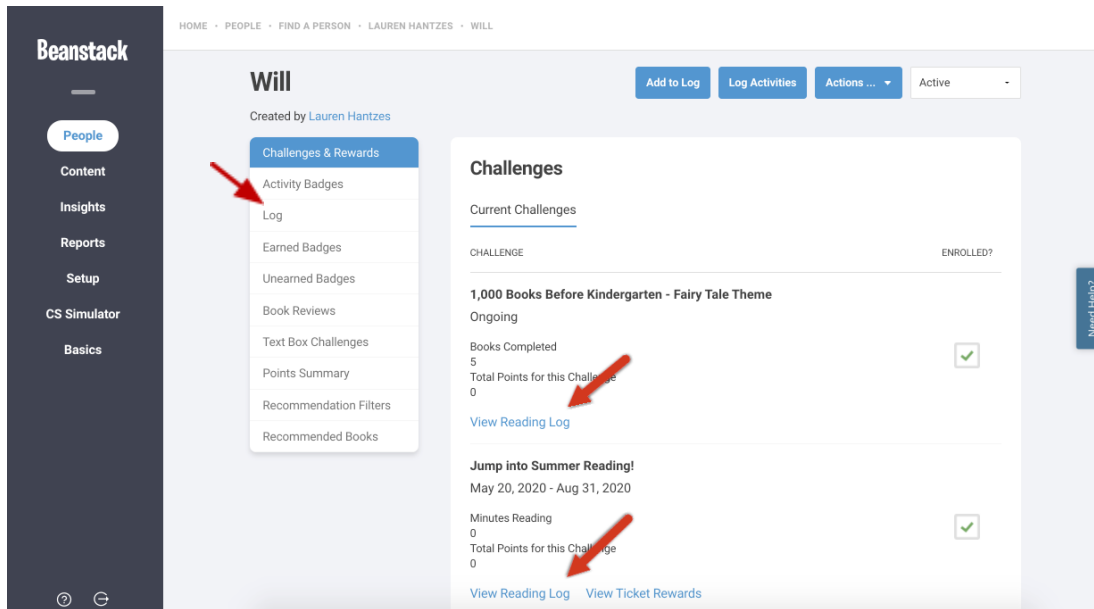 HOME • PEOPLE • FIND A PERSON • LAUREN HANTZES • WILL
Beanstack
People
Content
Insights
Reports
Setup
CS Simulator
Basics
Will
Add to Log
Log Activities
Actions ...
Active
Created by Lauren Hantzes
Challenges & Rewards
Activity Badges
Log
Earned Badges
Unearned Badges
Book Reviews
Text Box Challenges
Points Summary
Recommendation Filters
Recommended Books
Challenges
Current Challenges
CHALLENGE ENROLLED?
1,000 Books Before Kindergarten - Fairy Tale Theme
Ongoing
Books Completed
5
Total Points for this Challenge
0
View Reading Log
Jump into Summer Reading!
May 20, 2020 - Aug 31, 2020
Minutes Reading
0
Total Points for this Challenge
0
View Reading Log View Ticket Rewards
Need Help?